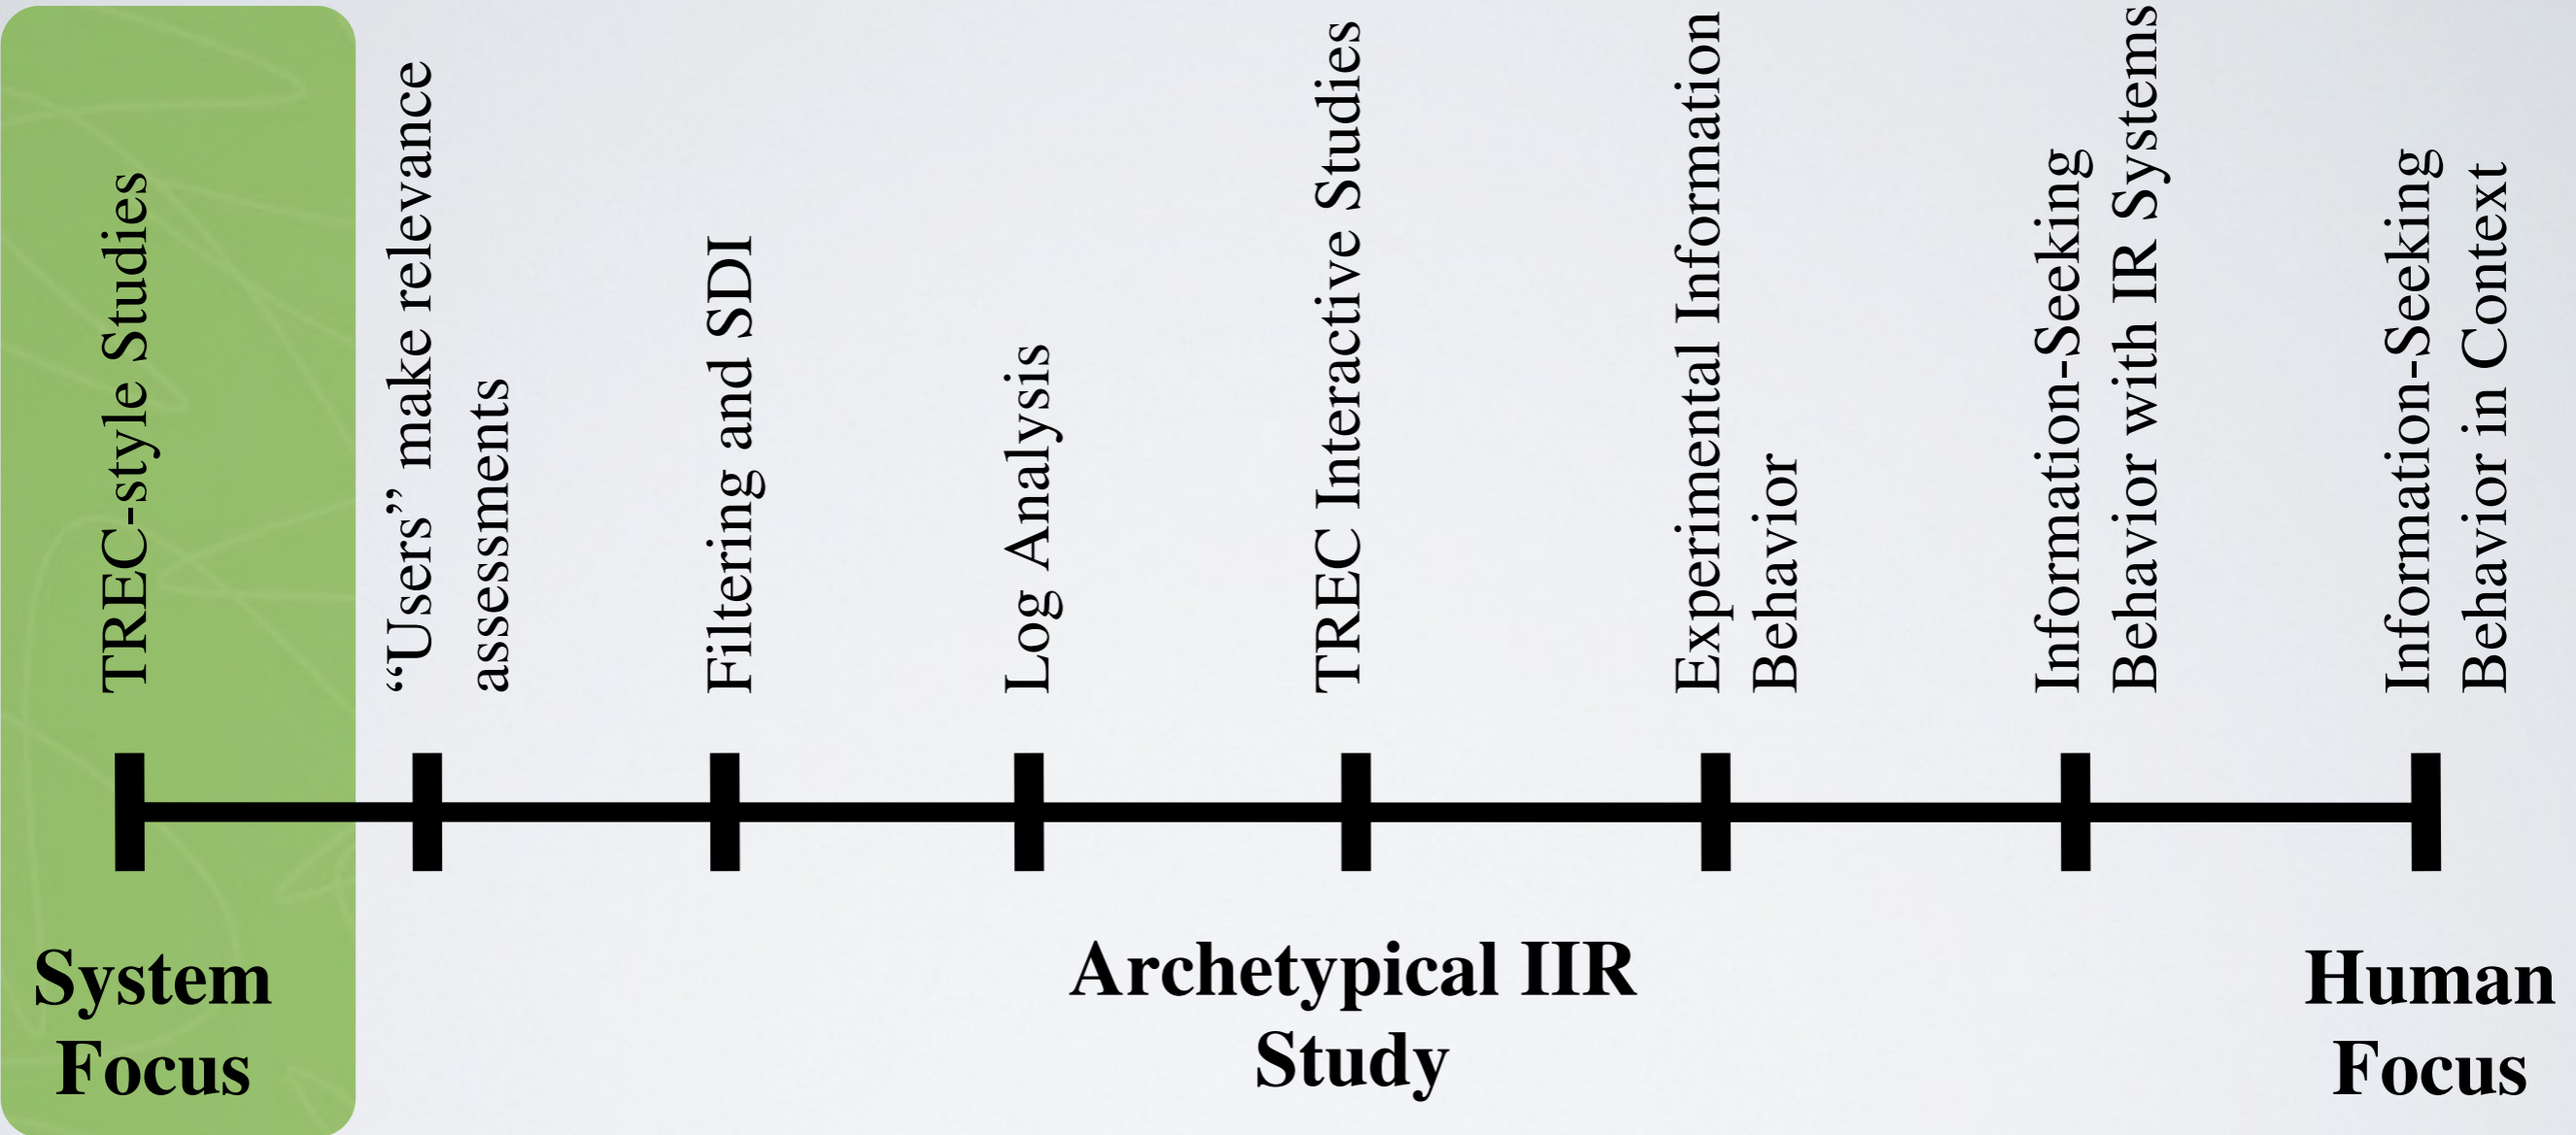 TREC-style Studies
“Users” make relevance
assessments
Filtering and SDI
Log Analysis
TREC Interactive Studies
Experimental Information
Behavior
Information-Seeking
Behavior with IR Systems
Information-Seeking
Behavior in Context
System
Focus
Archetypical IIR
Study
Human
Focus